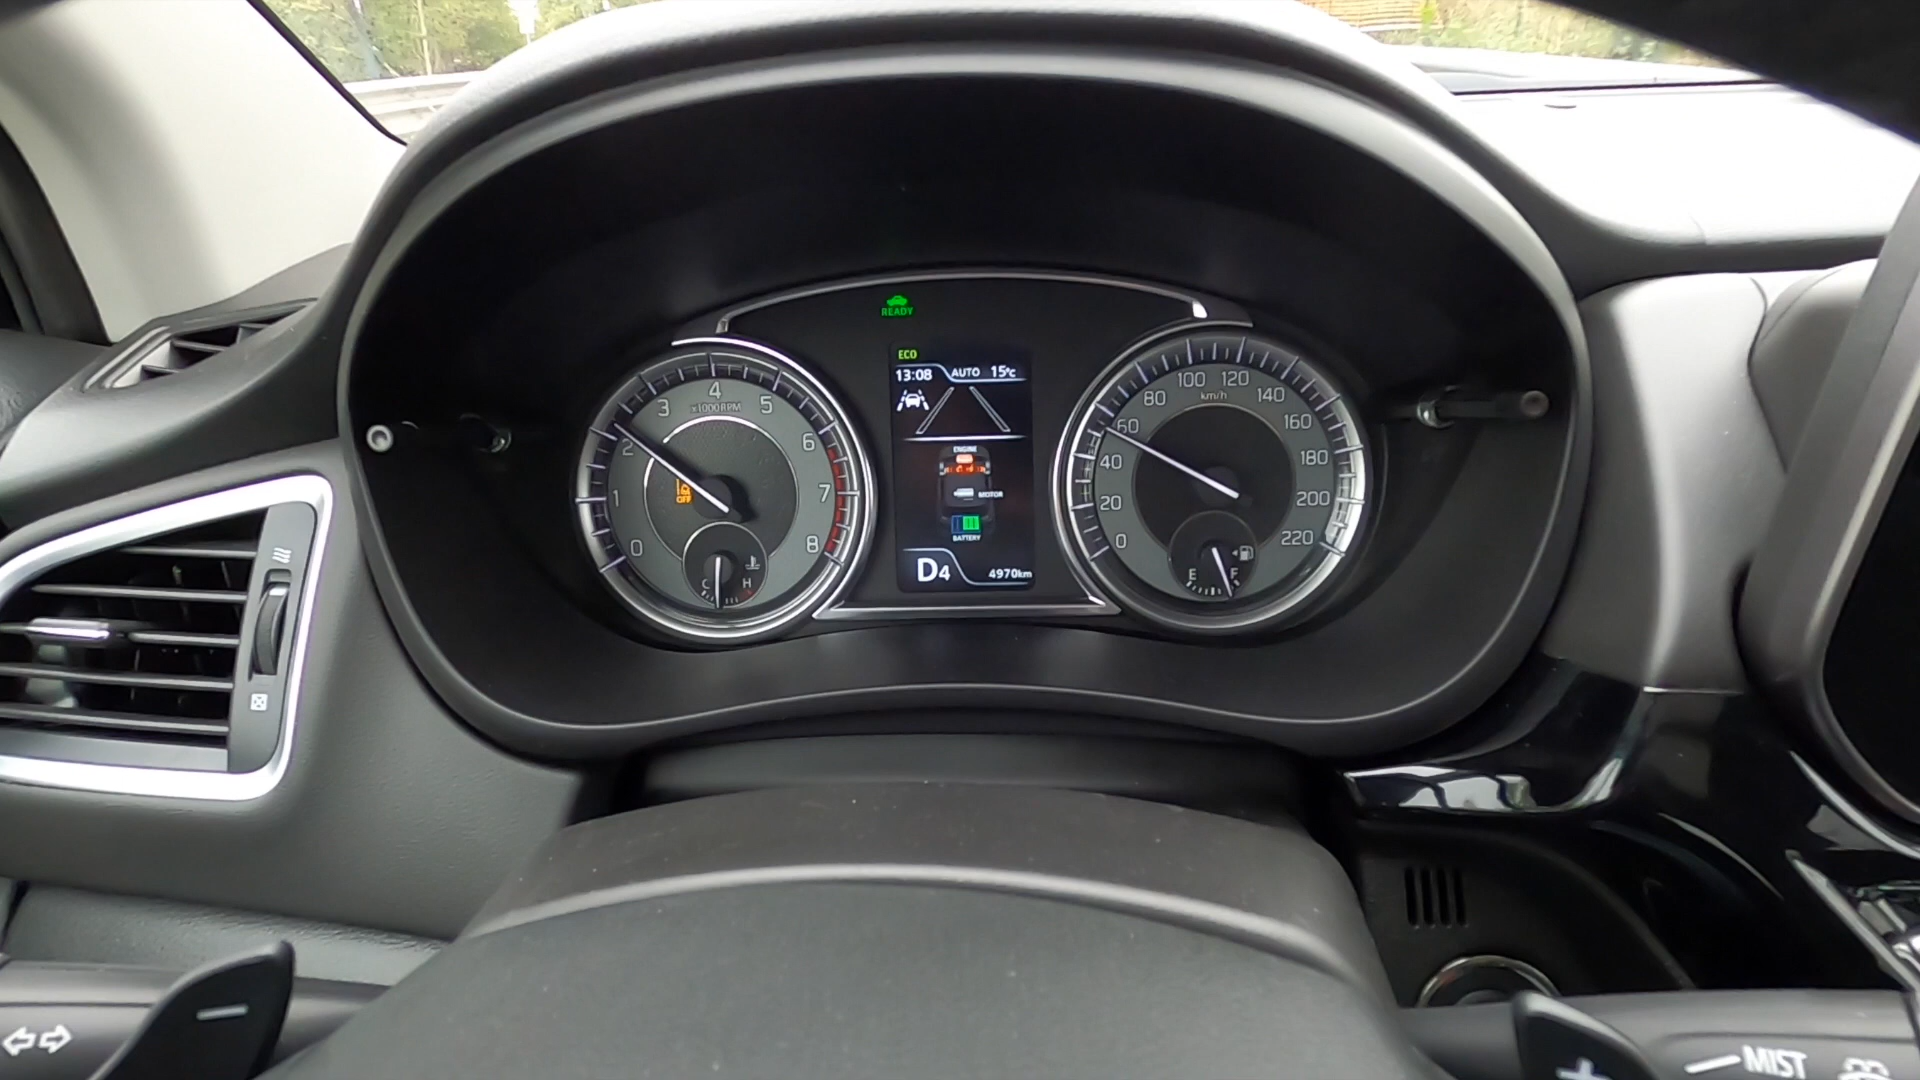 READY
ECO
13:08 AUTO 15°C
ENGINE
MOTOR
BATTERY
D4 4970km
0 1 2 3 4 5 6 7 8
x1000RPM
OFF
C H
0 20 40 60 80 100 120 140 160 180 200 220
km/h
E F
−
+
MIST